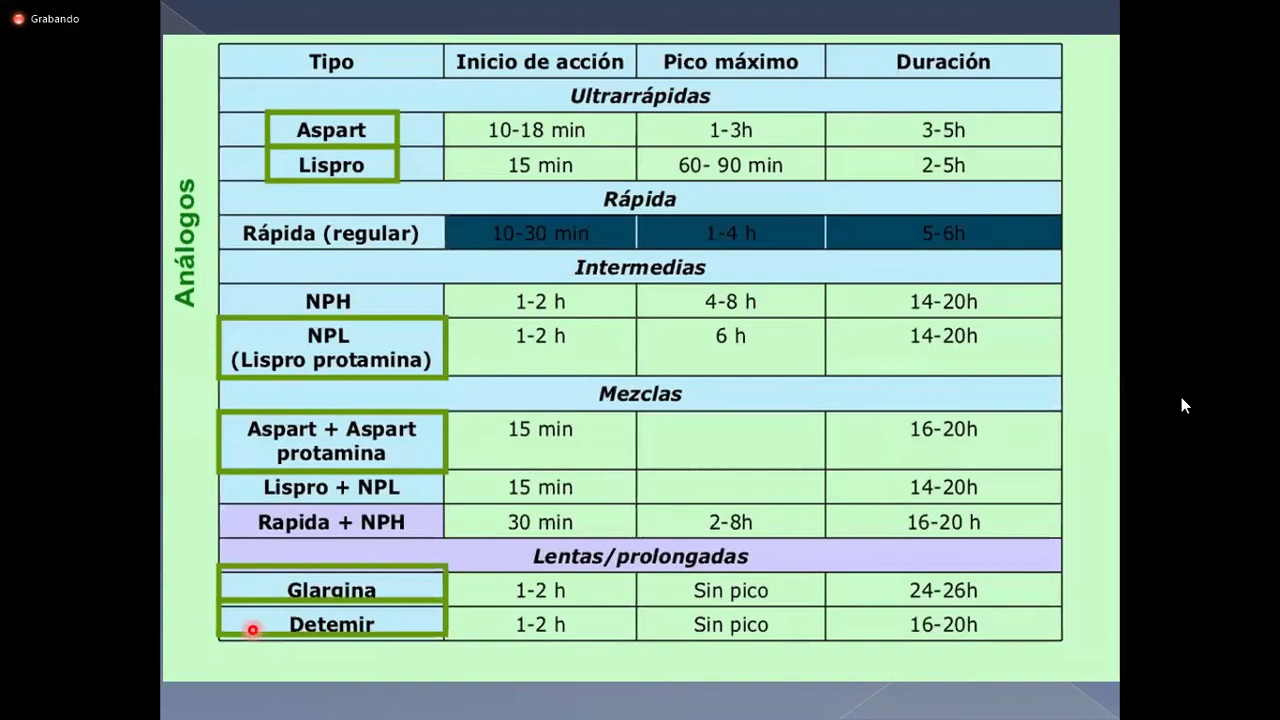 Grabando
Análogos
Tipo Inicio de acción Pico máximo Duración
Ultrarrápidas
Aspart 10-18 min 1-3h 3-5h
Lispro 15 min 60- 90 min 2-5h
Rápida
Rápida (regular) 10-30 min 1-4 h 5-6h
Intermedias
NPH 1-2 h 4-8 h 14-20h
NPL 1-2 h 6 h 14-20h
(Lispro protamina)
Mezclas
Aspart + Aspart 15 min 16-20h
protamina
Lispro + NPL 15 min 14-20h
Rapida + NPH 30 min 2-8h 16-20 h
Lentas/prolongadas
Glargina 1-2 h Sin pico 24-26h
Detemir 1-2 h Sin pico 16-20h